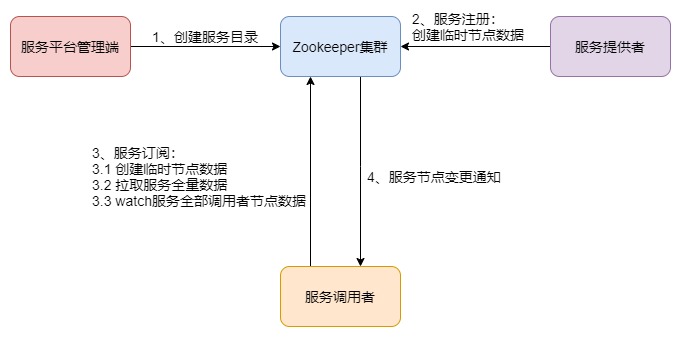 服务平台管理端
1、创建服务目录
Zookeeper集群
2、服务注册：
创建临时节点数据
服务提供者
3、服务订阅：
3.1 创建临时节点数据
3.2 拉取服务全量数据
3.3 watch服务全部调用者节点数据
4、服务节点变更通知
服务调用者